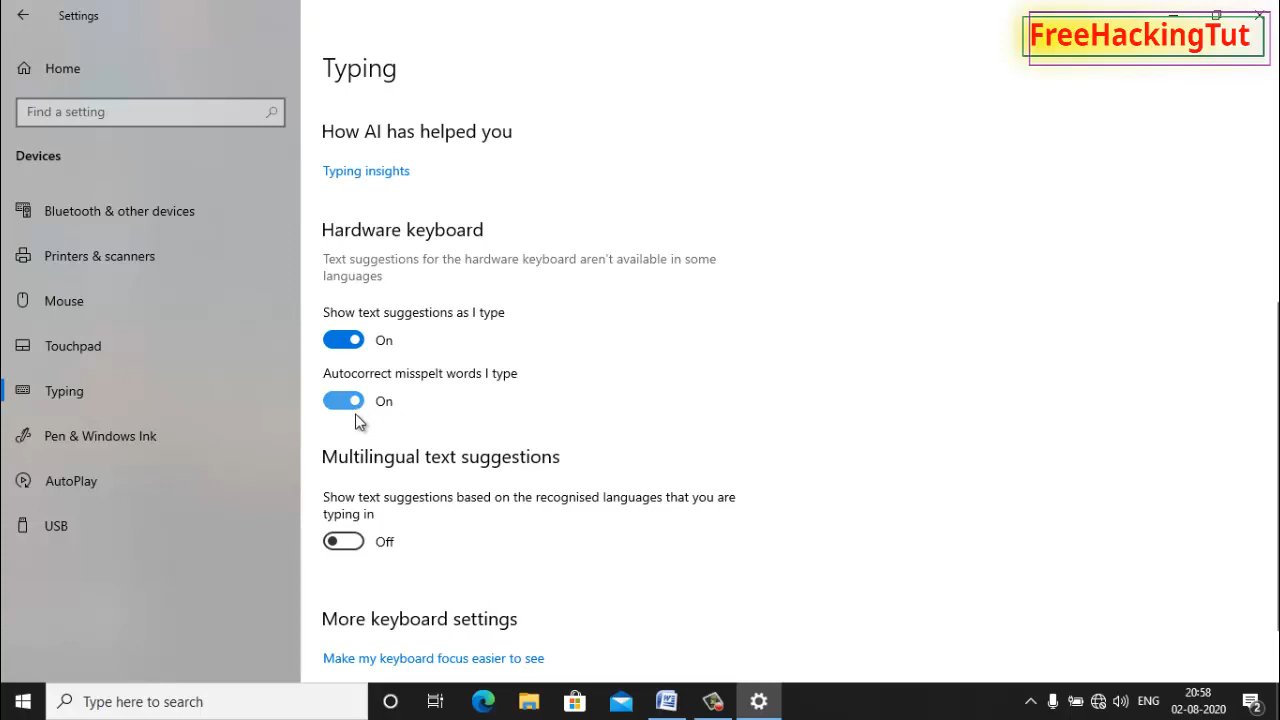 Settings
FreeHackingTut
Home
Find a setting
Devices
Bluetooth & other devices
Printers & scanners
Mouse
Touchpad
Typing
Pen & Windows Ink
AutoPlay
USB
Typing
How AI has helped you
Typing insights
Hardware keyboard
Text suggestions for the hardware keyboard aren't available in some
languages
Show text suggestions as I type
On
Autocorrect misspelt words I type
On
Multilingual text suggestions
Show text suggestions based on the recognised languages that you are
typing in
Off
More keyboard settings
Make my keyboard focus easier to see
Type here to search
ENG
20:58
02-08-2020
2